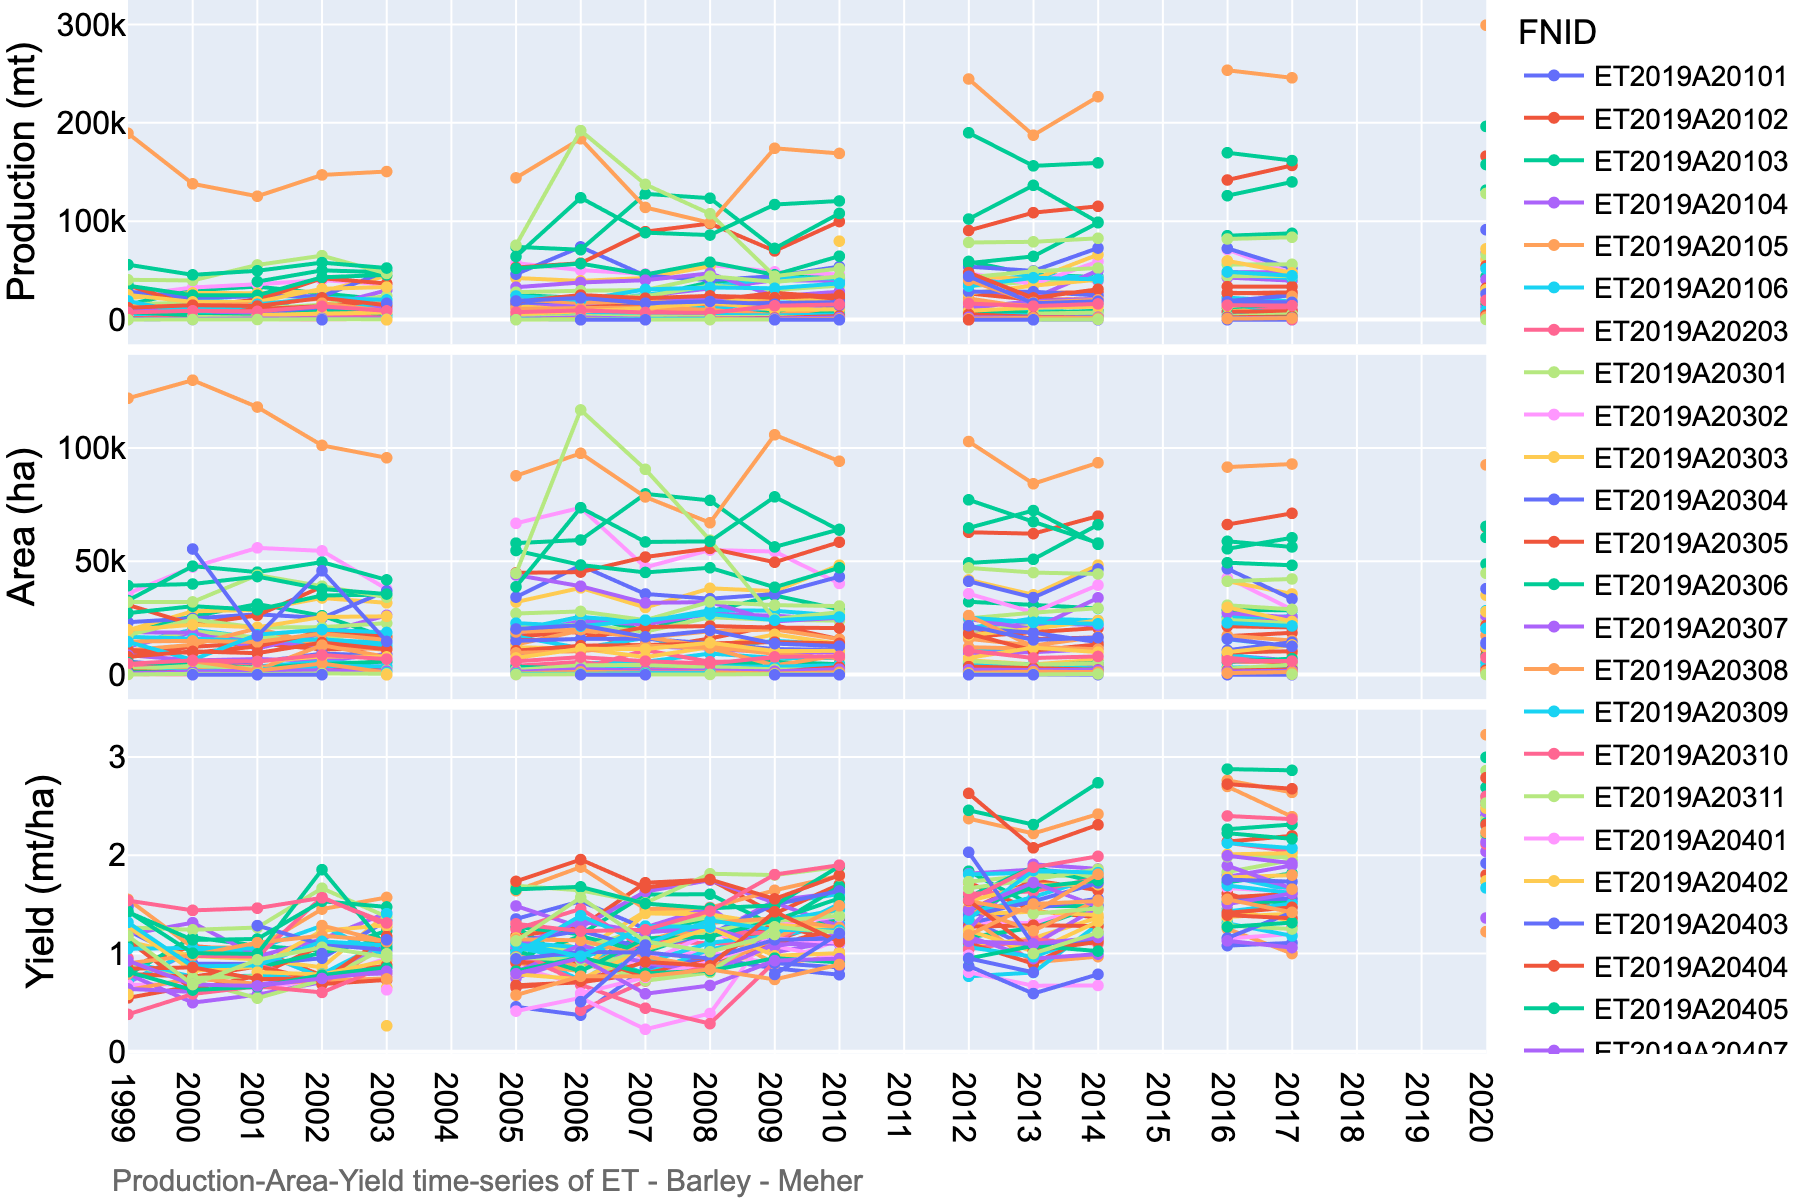 300k
200k
100k
0
Production (mt)
100k
50k
0
Area (ha)
3
2
1
0
Yield (mt/ha)
1999
2000
2001
2002
2003
2004
2005
2006
2007
2008
2009
2010
2011
2012
2013
2014
2015
2016
2017
2018
2019
2020
FNID
ET2019A20101
ET2019A20102
ET2019A20103
ET2019A20104
ET2019A20105
ET2019A20106
ET2019A20203
ET2019A20301
ET2019A20302
ET2019A20303
ET2019A20304
ET2019A20305
ET2019A20306
ET2019A20307
ET2019A20308
ET2019A20309
ET2019A20310
ET2019A20311
ET2019A20401
ET2019A20402
ET2019A20403
ET2019A20404
ET2019A20405
ET2019A20407
Production-Area-Yield time-series of ET - Barley - Meher